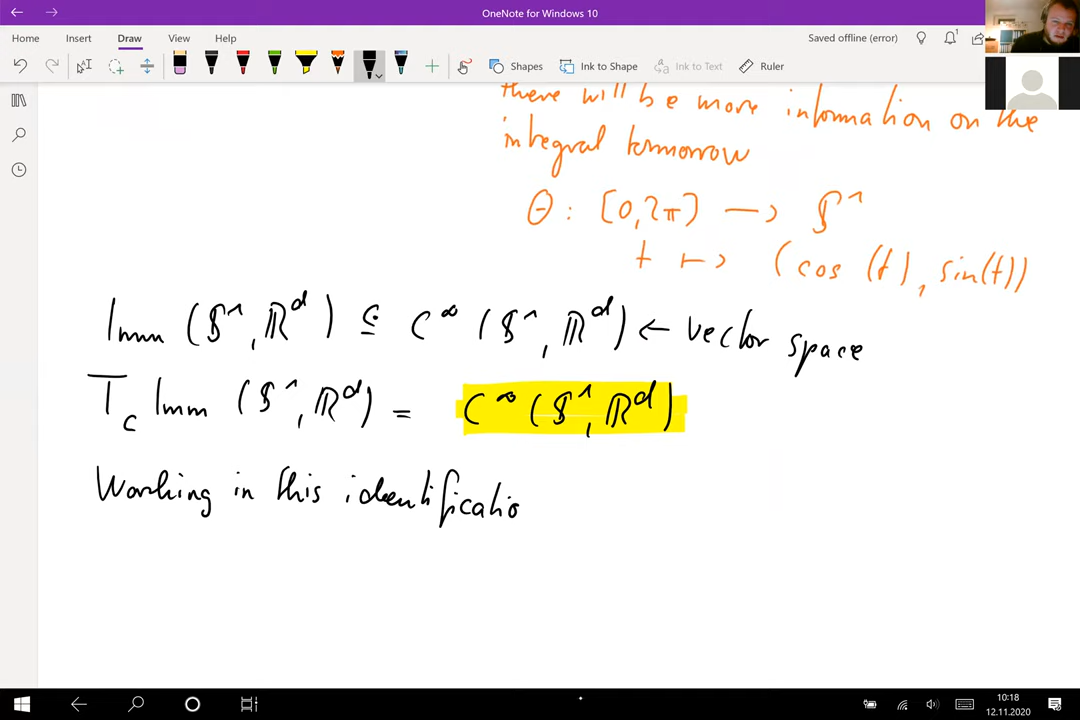 OneNote for Windows 10
Home Insert Draw View Help Saved offline (error)
Shapes Ink to Shape Ink to Text Ruler
there will be more information on the
integral tomorrow
Θ : [0,2π) → 𝕊¹
t ↦ (cos (t), sin(t))
Imm (𝕊¹, ℝᵈ) ⊆ C^∞ (𝕊¹, ℝᵈ) ← vector space
T_c Imm (𝕊¹, ℝᵈ) = C^∞ (𝕊¹, ℝᵈ)
Working in this identificatio
10:18
12.11.2020